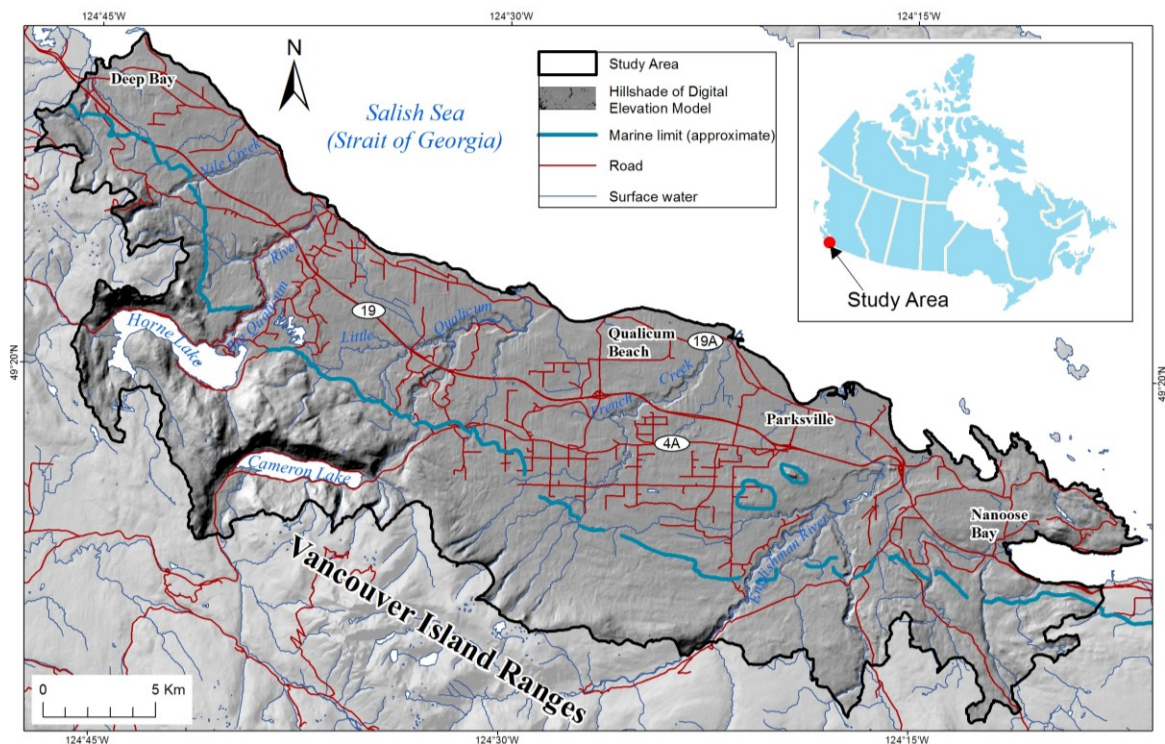 124°45'W
124°30'W
124°15'W
N
Deep Bay
Salish Sea
(Strait of Georgia)
Study Area
Hillshade of Digital
Elevation Model
Marine limit (approximate)
Road
Surface water
Study Area
Nile Creek
River
Big Qualicum
Horne Lake
19
Little
Qualicum
Qualicum
Beach
19A
French
Creek
49°20'N
49°20'N
4A
Parksville
Cameron Lake
Nanoose
Bay
Englishman River
Vancouver Island Ranges
0
5 Km
124°45'W
124°30'W
124°15'W